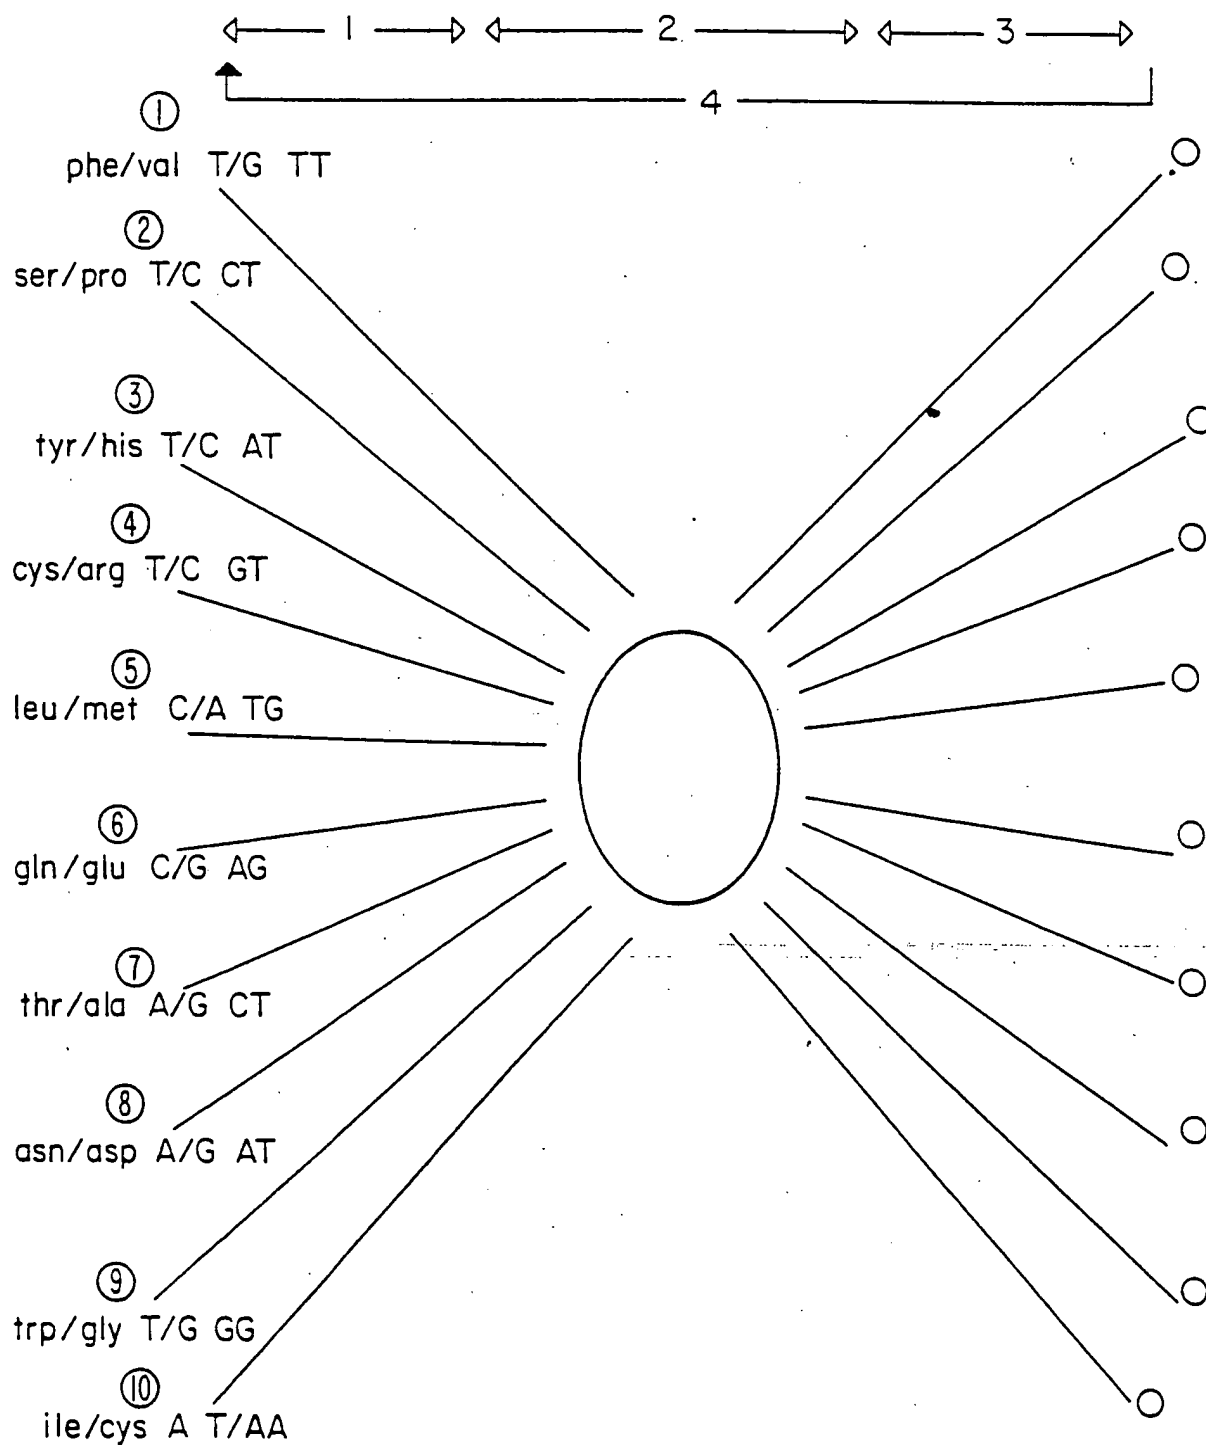 1 2 3
4
①
phe/val T/G TT
②
ser/pro T/C CT
③
tyr/his T/C AT
④
cys/arg T/C GT
⑤
leu/met C/A TG
⑥
gln/glu C/G AG
⑦
thr/ala A/G CT
⑧
asn/asp A/G AT
⑨
trp/gly T/G GG
⑩
ile/cys A T/AA